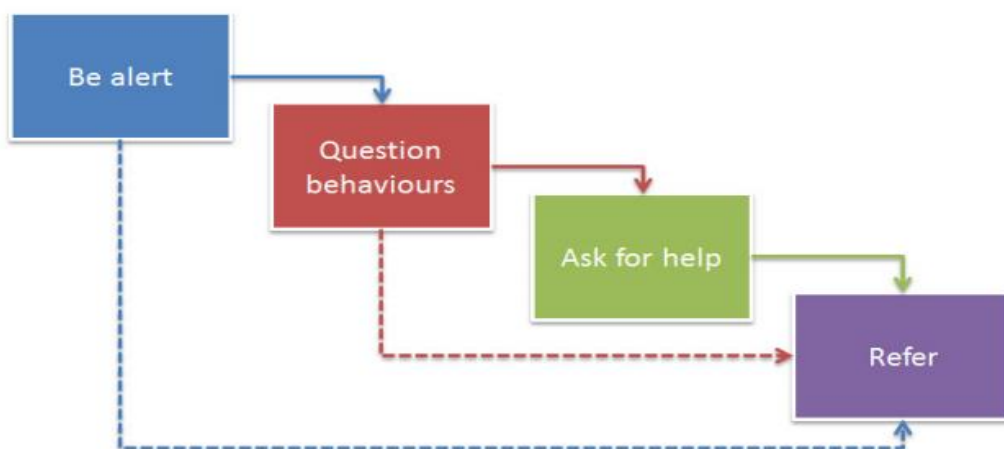 Be alert
Question
behaviours
Ask for help
Refer